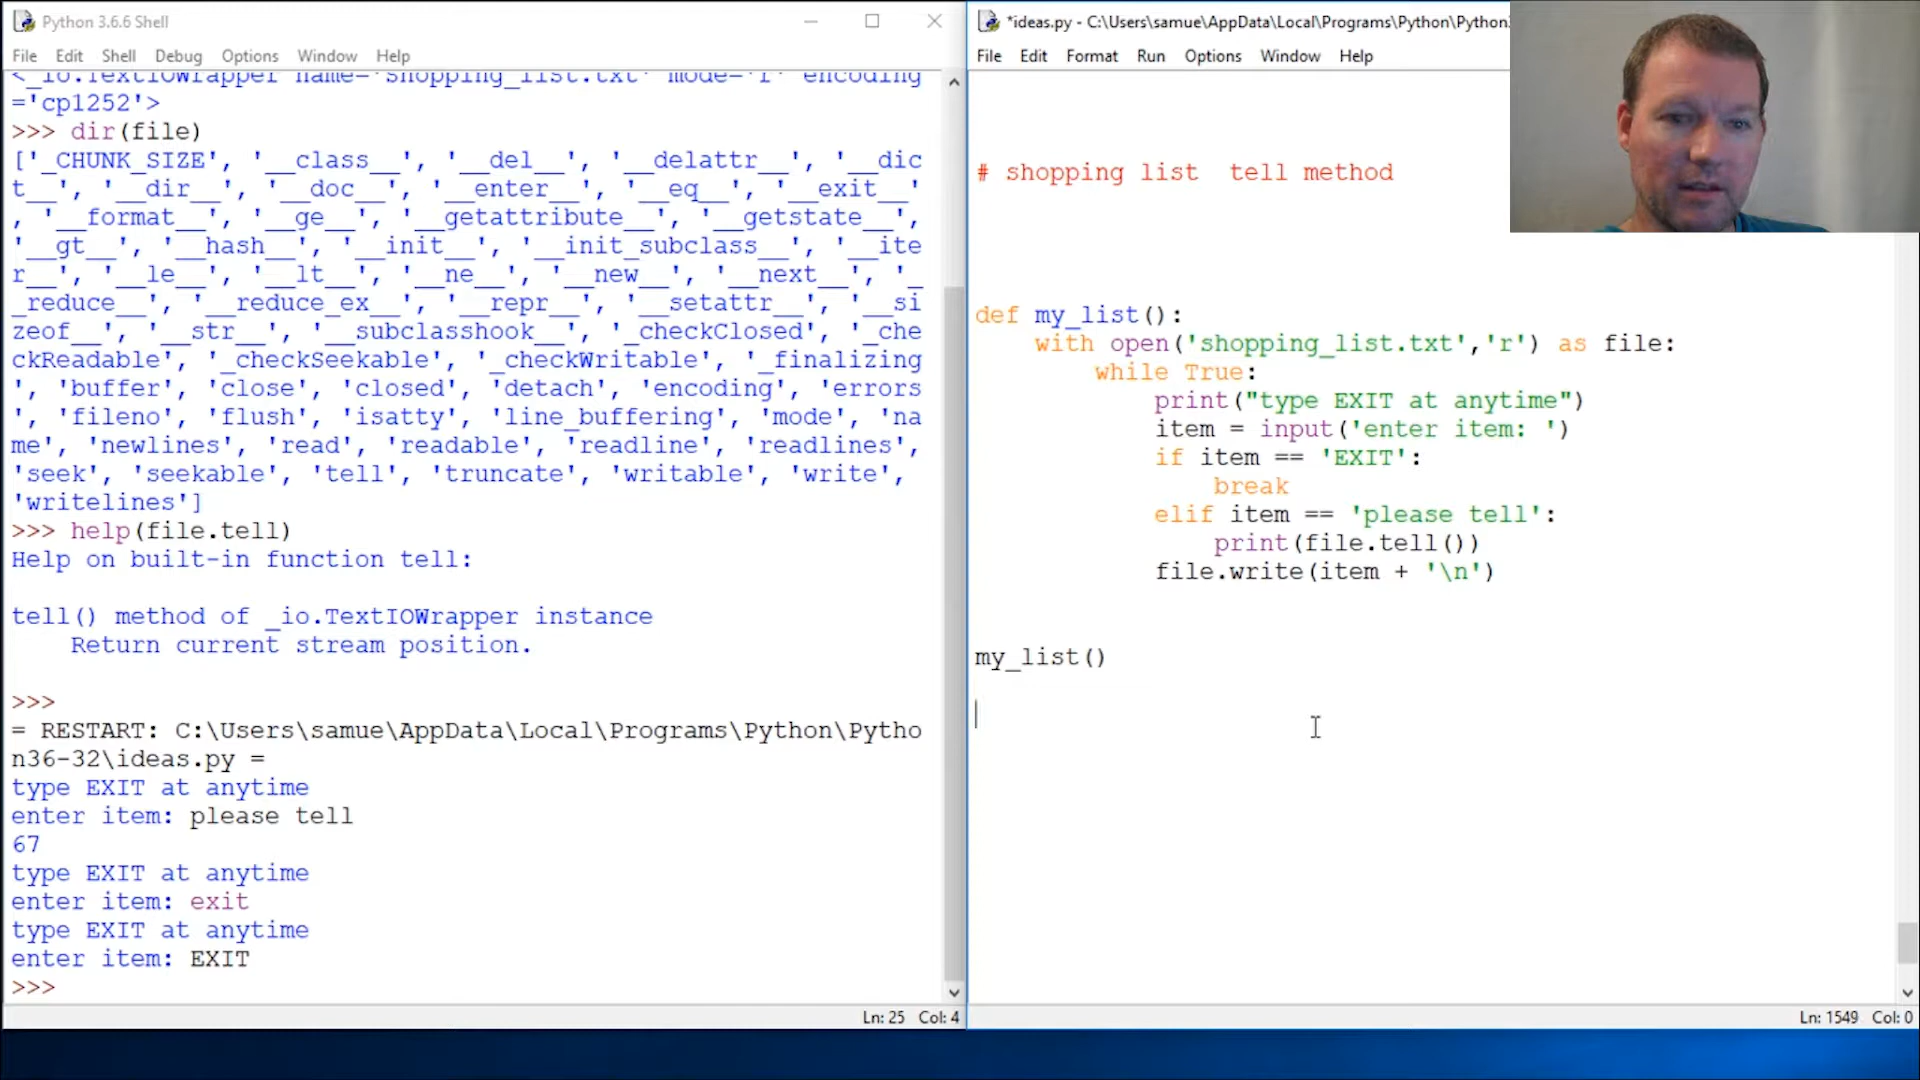 Python 3.6.6 Shell
File Edit Shell Debug Options Window Help
<_io.TextIOWrapper name='shopping_list.txt' mode='r' encoding
='cp1252'>
>>> dir(file)
['_CHUNK_SIZE', '__class__', '__del__', '__delattr__', '__dic
t__', '__dir__', '__doc__', '__enter__', '__eq__', '__exit__'
, '__format__', '__ge__', '__getattribute__', '__getstate__',
'__gt__', '__hash__', '__init__', '__init_subclass__', '__ite
r__', '__le__', '__lt__', '__ne__', '__new__', '__next__', '_
_reduce__', '__reduce_ex__', '__repr__', '__setattr__', '__si
zeof__', '__str__', '__subclasshook__', '_checkClosed', '_che
ckReadable', '_checkSeekable', '_checkWritable', '_finalizing
', 'buffer', 'close', 'closed', 'detach', 'encoding', 'errors
', 'fileno', 'flush', 'isatty', 'line_buffering', 'mode', 'na
me', 'newlines', 'read', 'readable', 'readline', 'readlines',
'seek', 'seekable', 'tell', 'truncate', 'writable', 'write',
'writelines']
>>> help(file.tell)
Help on built-in function tell:
tell() method of _io.TextIOWrapper instance
Return current stream position.
>>>
= RESTART: C:\Users\samue\AppData\Local\Programs\Python\Pytho
n36-32\ideas.py =
type EXIT at anytime
enter item: please tell
67
type EXIT at anytime
enter item: exit
type EXIT at anytime
enter item: EXIT
>>>
Ln: 25 Col: 4
*ideas.py - C:\Users\samue\AppData\Local\Programs\Python\Python
File Edit Format Run Options Window Help
# shopping list  tell method
def my_list():
with open('shopping_list.txt','r') as file:
while True:
print("type EXIT at anytime")
item = input('enter item: ')
if item == 'EXIT':
break
elif item == 'please tell':
print(file.tell())
file.write(item + '\n')
my_list()
Ln: 1549 Col: 0